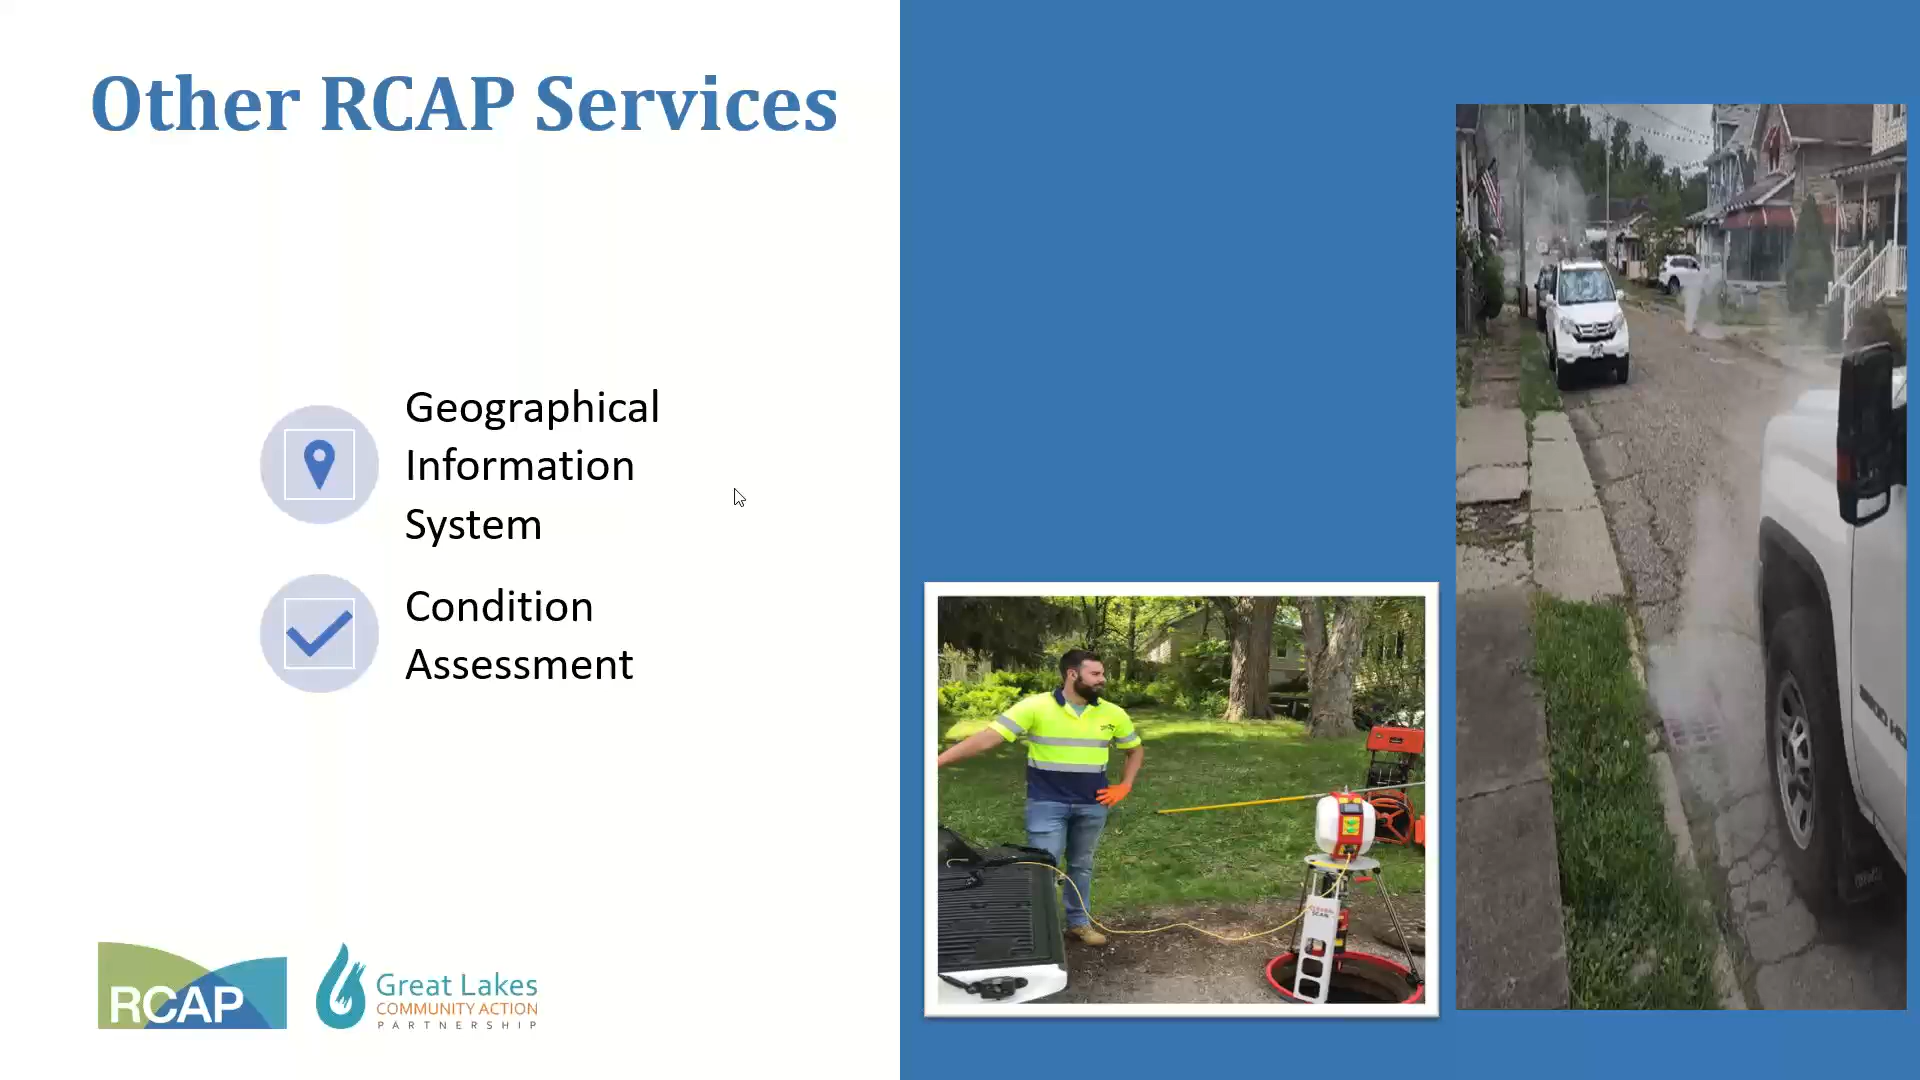 Other RCAP Services
Geographical
Information
System
Condition
Assessment
RCAP
Great Lakes
COMMUNITY ACTION
PARTNERSHIP